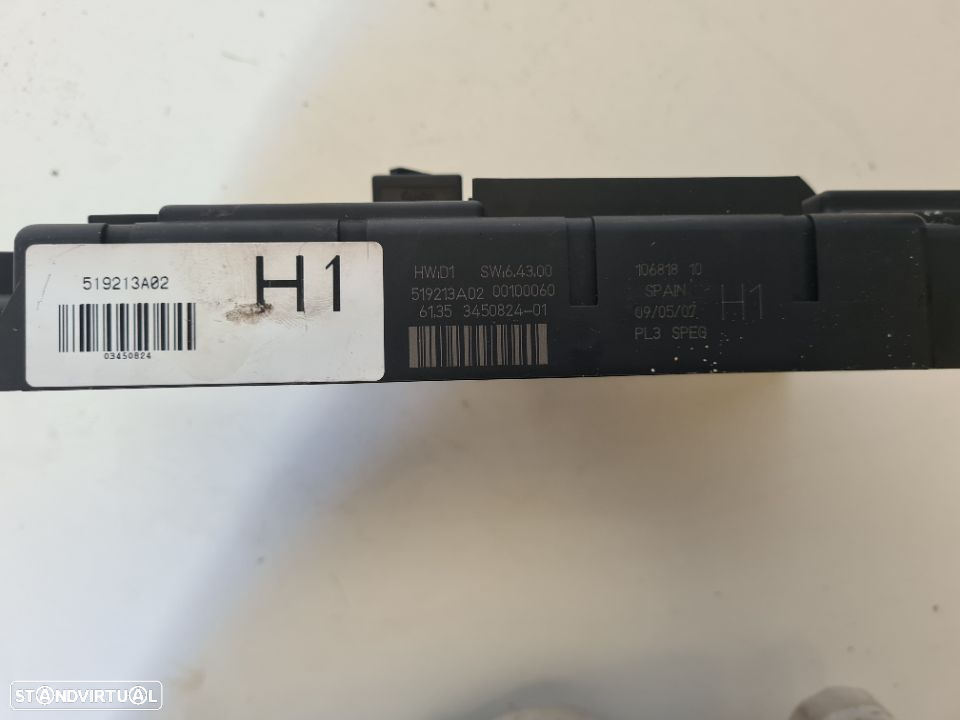 519213A02
H1
03450824
HW:D1 SW:6.43.00
519213A02 00100060
61.35 3450824-01
106818 10
SPAIN
H1
09/05/02
PL3 SPEG
STANDVIRTUAL